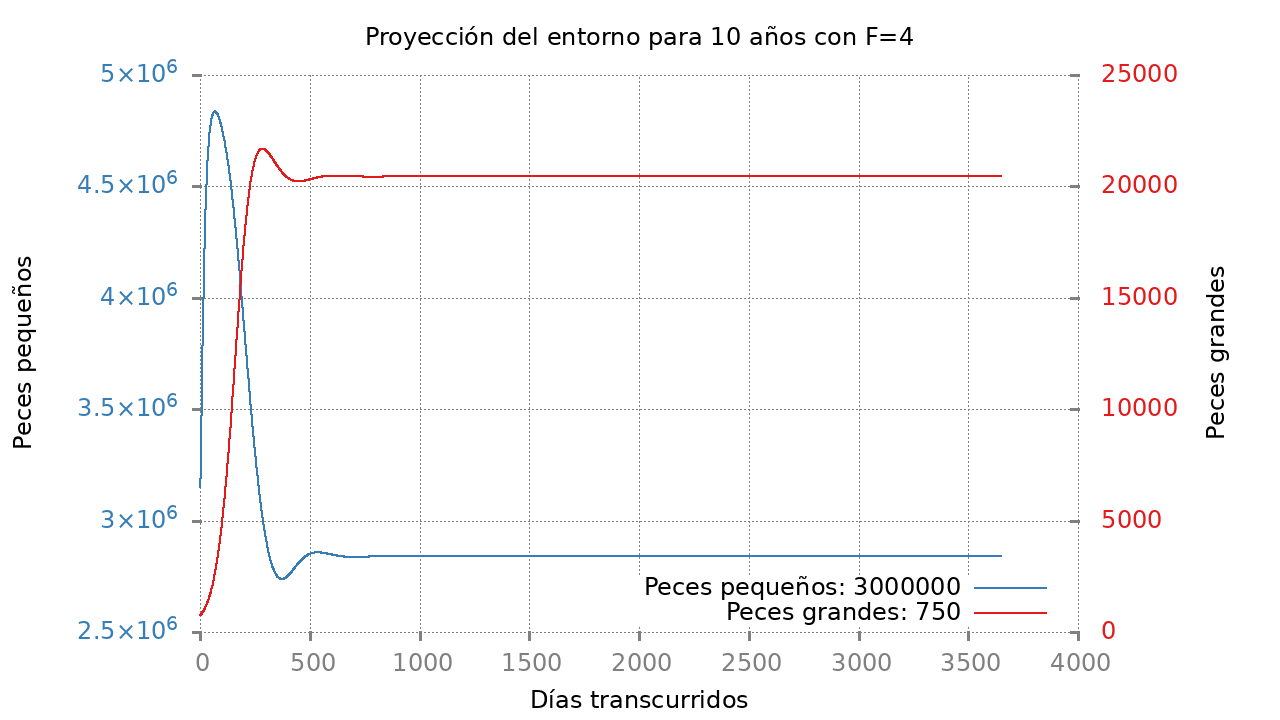 Proyección del entorno para 10 años con F=4
5×10⁶
4.5×10⁶
4×10⁶
3.5×10⁶
3×10⁶
2.5×10⁶
Peces pequeños
25000
20000
15000
10000
5000
0
Peces grandes
Peces pequeños: 3000000
Peces grandes: 750
0 500 1000 1500 2000 2500 3000 3500 4000
Días transcurridos